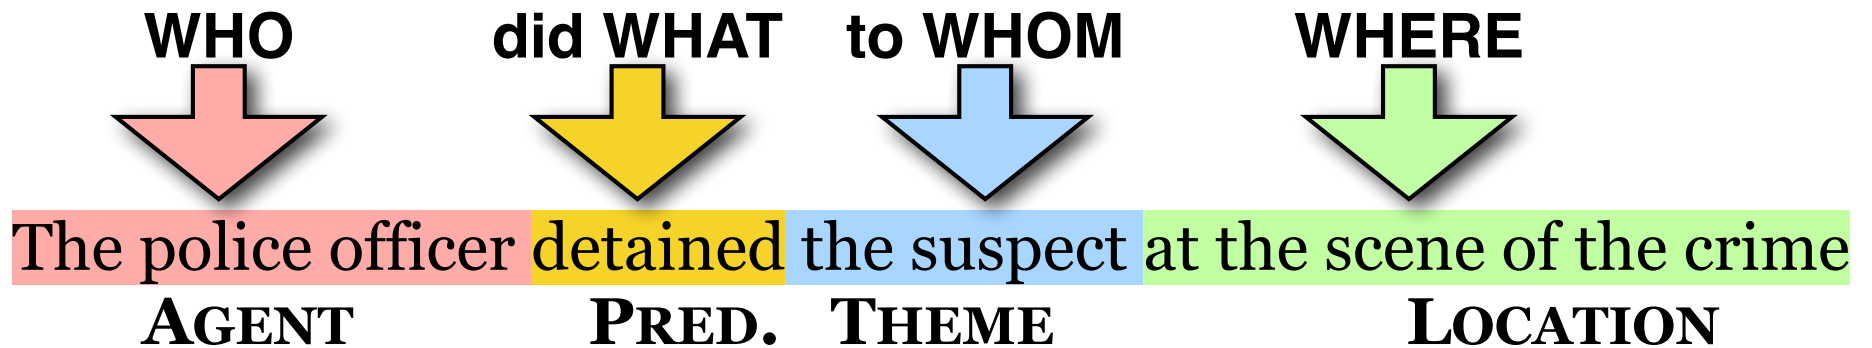 WHO did WHAT to WHOM WHERE
The police officer detained the suspect at the scene of the crime
AGENT PRED. THEME LOCATION